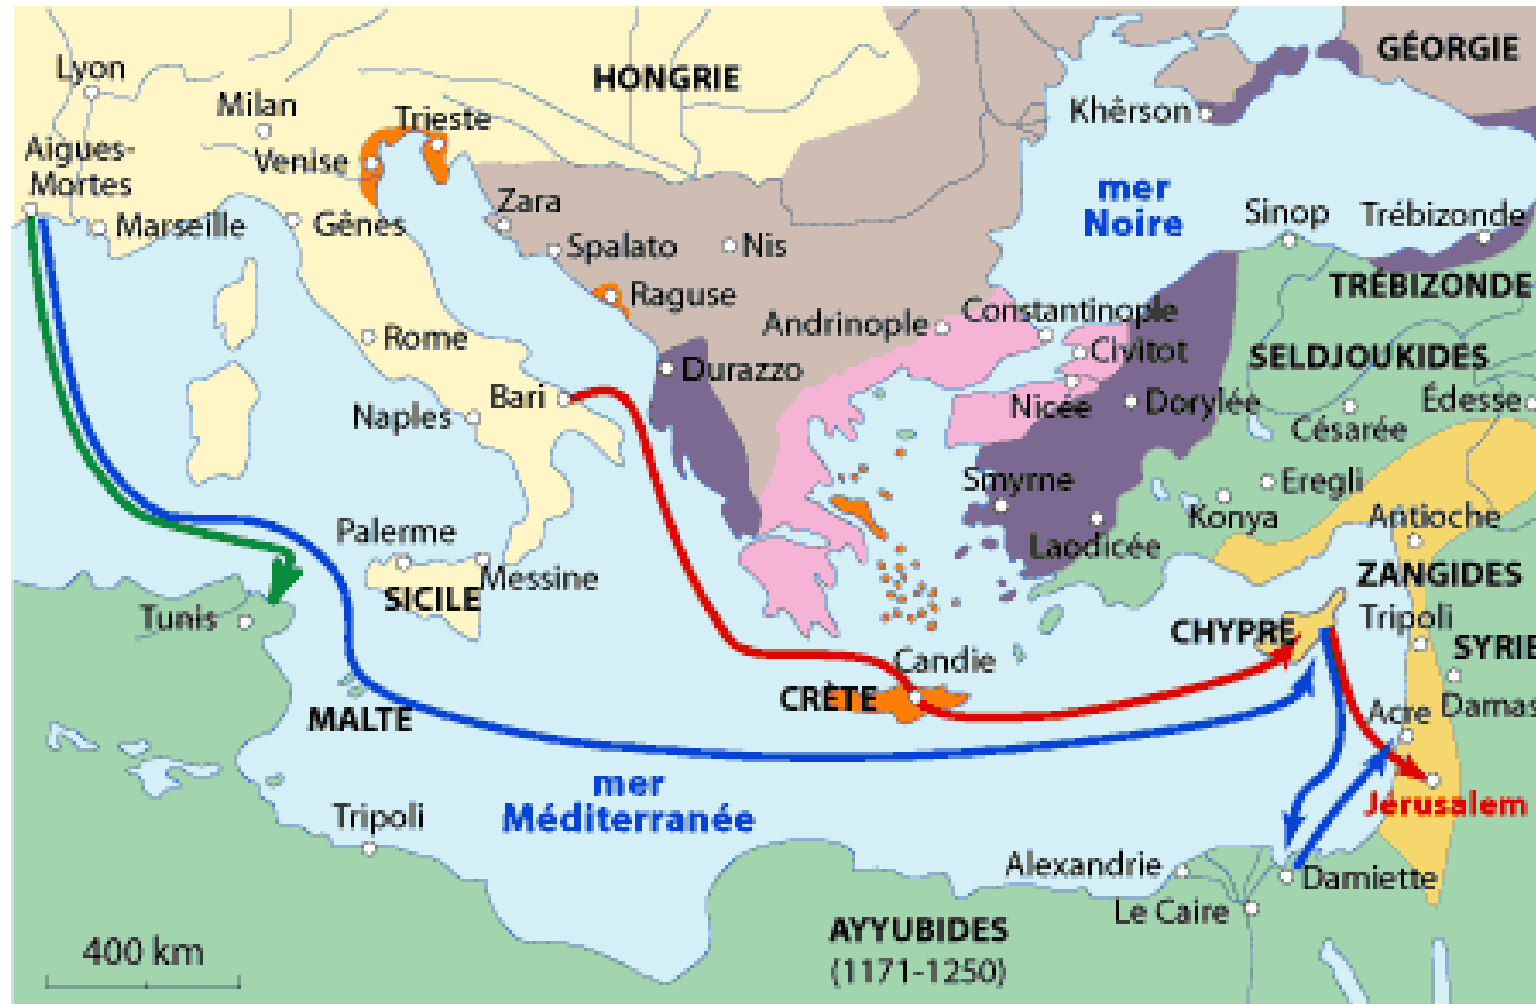 Lyon
HONGRIE
GÉORGIE
Milan
Trieste
Khêrson
Aigues-
Mortes
Venise
mer
Noire
Zara
Sinop
Trébizonde
Marseille
Gênes
Spalato
Nis
TRÉBIZONDE
Raguse
Constantinople
Andrinople
Rome
Civitot
SELDJOUKIDES
Durazzo
Bari
Nicée
Dorylée
Édesse
Naples
Césarée
Smyrne
Eregli
Konya
Antioche
Palerme
Laodicée
Messine
ZANGIDES
SICILE
Tunis
CHYPRE
Tripoli
SYRIE
Candie
CRÈTE
Acre
Damas
MALTE
mer
Méditerranée
Jérusalem
Tripoli
Alexandrie
Damiette
Le Caire
AYYUBIDES
(1171-1250)
400 km